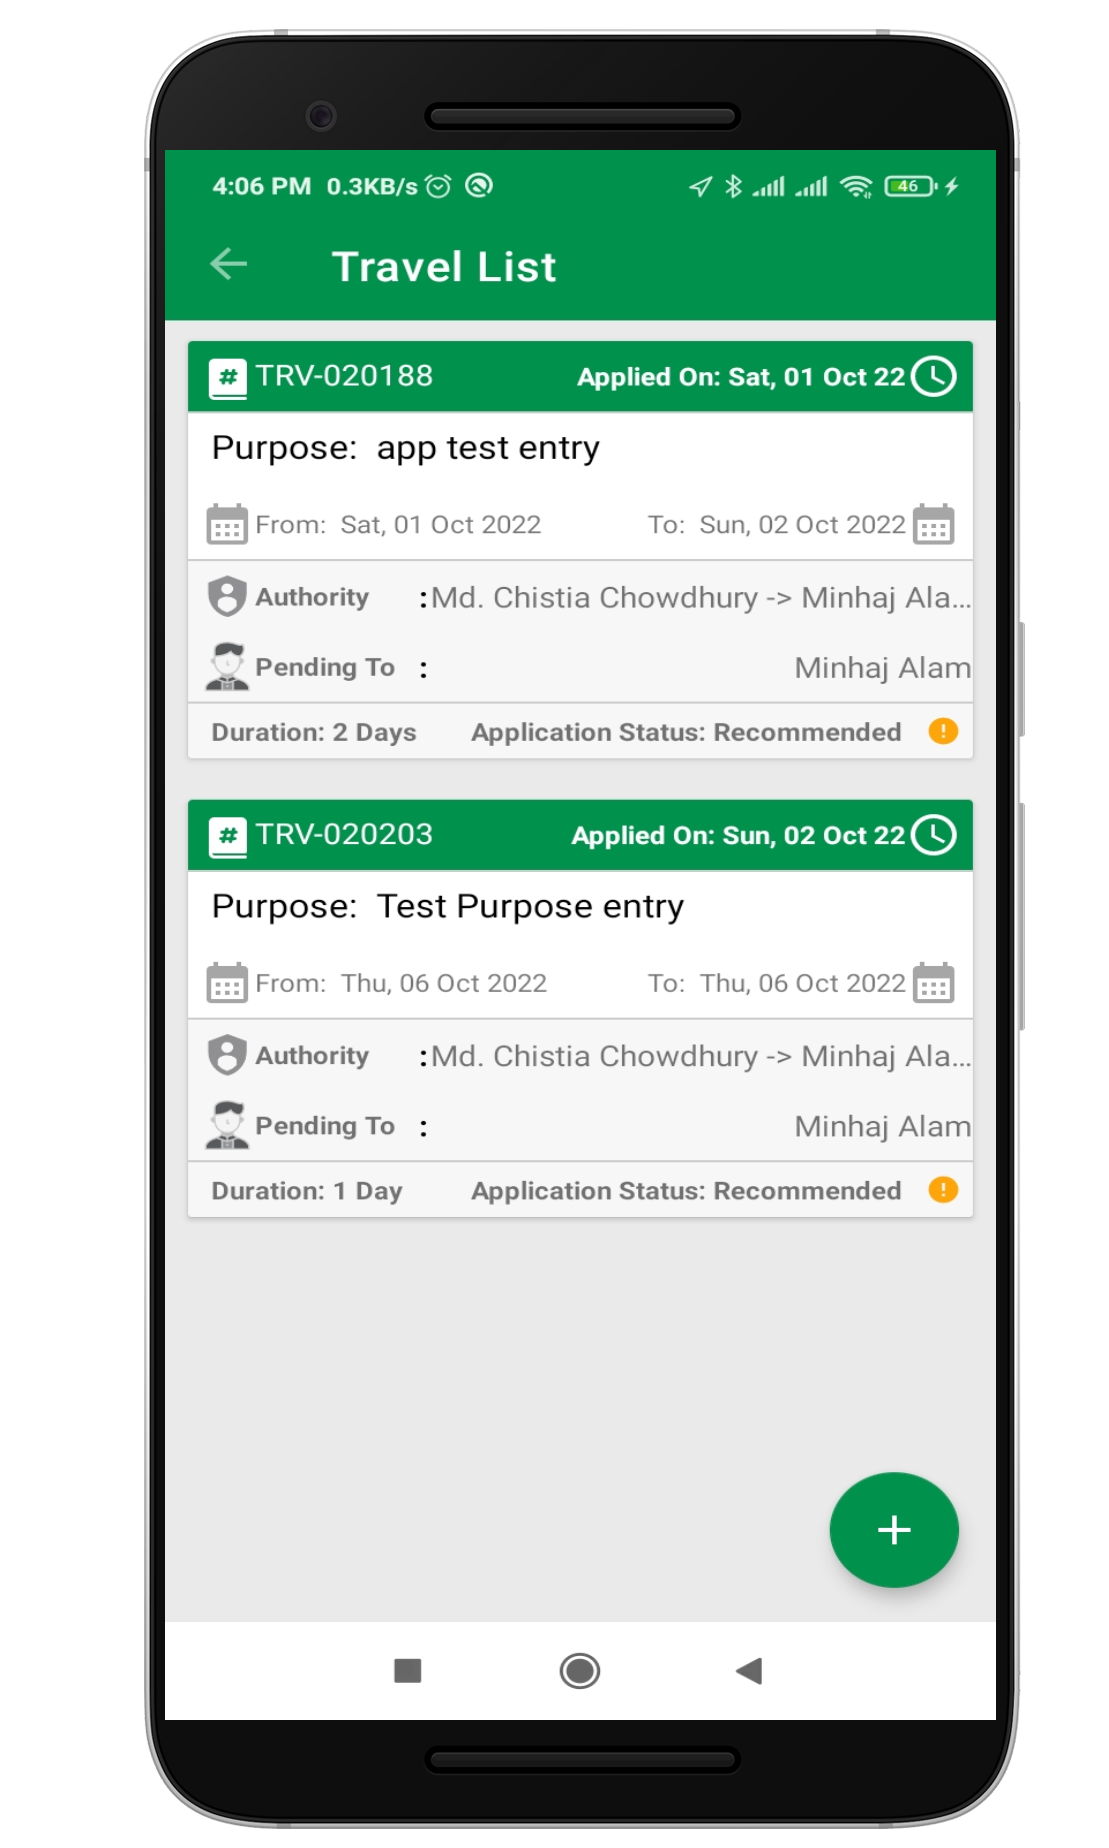 4:06 PM 0.3KB/s 46
Travel List
# TRV-020188 Applied On: Sat, 01 Oct 22
Purpose: app test entry
From: Sat, 01 Oct 2022 To: Sun, 02 Oct 2022
Authority :Md. Chistia Chowdhury -> Minhaj Ala...
Pending To : Minhaj Alam
Duration: 2 Days Application Status: Recommended !
# TRV-020203 Applied On: Sun, 02 Oct 22
Purpose: Test Purpose entry
From: Thu, 06 Oct 2022 To: Thu, 06 Oct 2022
Authority :Md. Chistia Chowdhury -> Minhaj Ala...
Pending To : Minhaj Alam
Duration: 1 Day Application Status: Recommended !
+